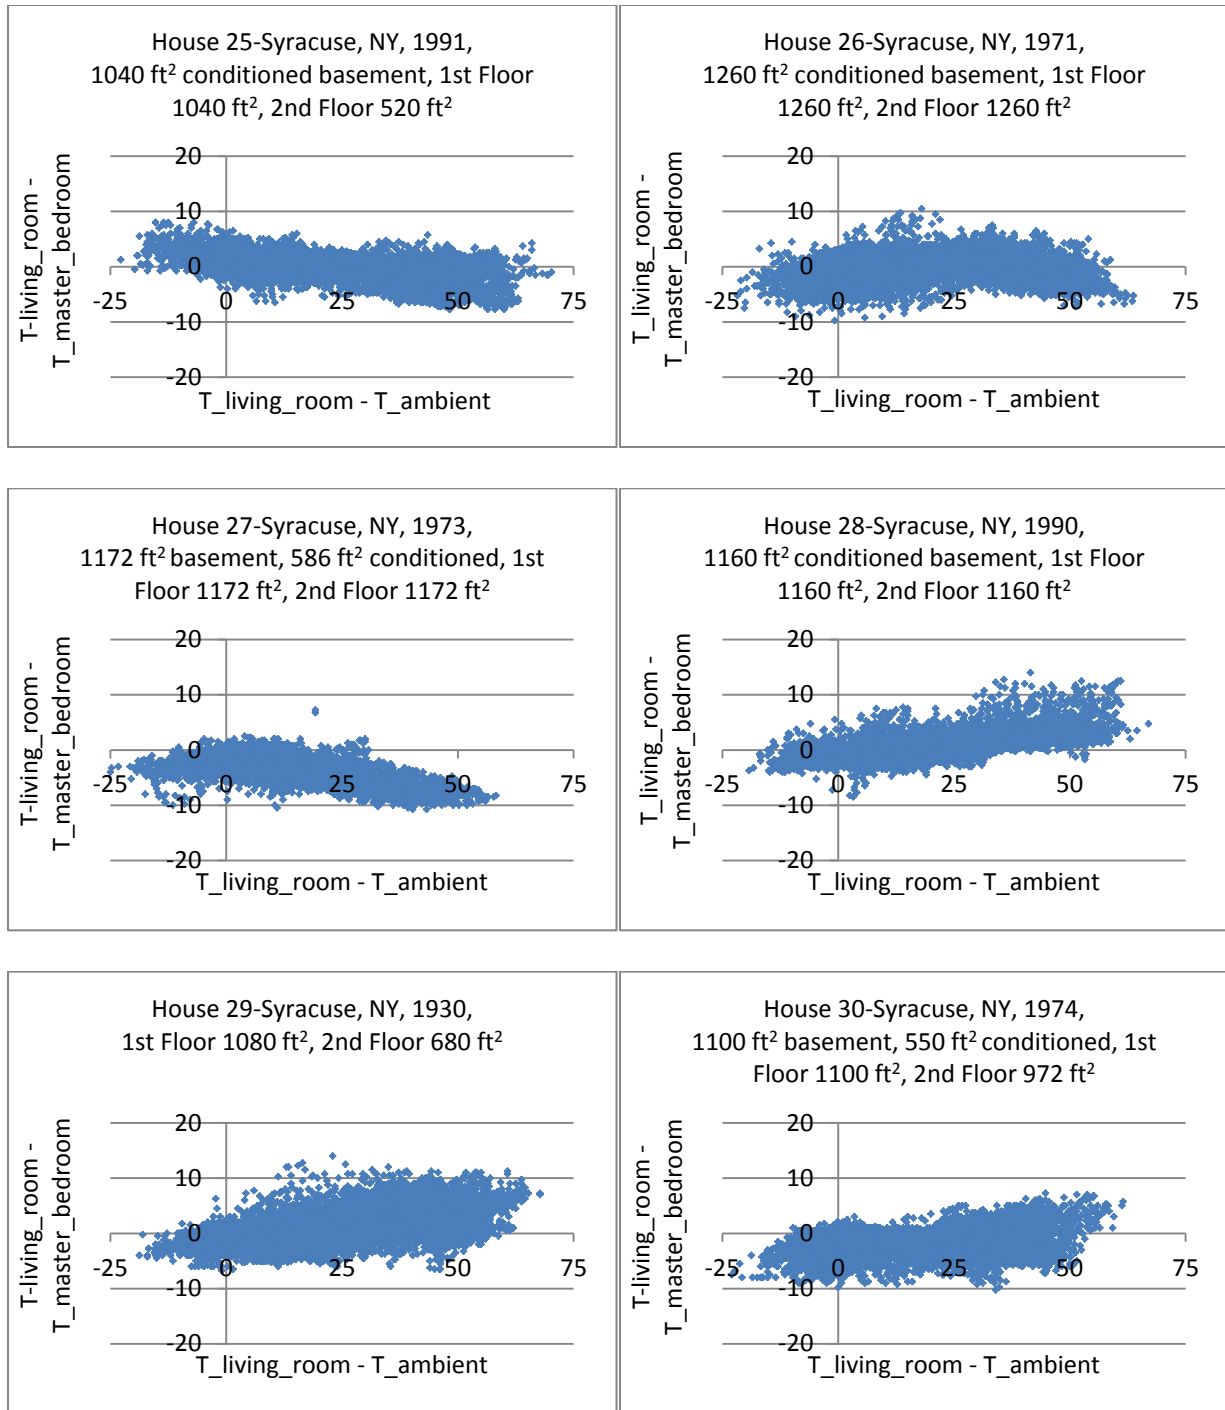 House 25-Syracuse, NY, 1991,
1040 ft² conditioned basement, 1st Floor
1040 ft², 2nd Floor 520 ft²
T-living_room -
T_master_bedroom
20
10
0
-10
-20
-25
0
25
50
75
T_living_room - T_ambient
House 26-Syracuse, NY, 1971,
1260 ft² conditioned basement, 1st Floor
1260 ft², 2nd Floor 1260 ft²
T_living_room -
T_master_bedroom
20
10
0
-10
-20
-25
0
25
50
75
T_living_room - T_ambient
House 27-Syracuse, NY, 1973,
1172 ft² basement, 586 ft² conditioned, 1st
Floor 1172 ft², 2nd Floor 1172 ft²
T-living_room -
T_master_bedroom
20
10
0
-10
-20
-25
0
25
50
75
T_living_room - T_ambient
House 28-Syracuse, NY, 1990,
1160 ft² conditioned basement, 1st Floor
1160 ft², 2nd Floor 1160 ft²
T_living_room -
T_master_bedroom
20
10
0
-10
-20
-25
0
25
50
75
T_living_room - T_ambient
House 29-Syracuse, NY, 1930,
1st Floor 1080 ft², 2nd Floor 680 ft²
T-living_room -
T_master_bedroom
20
10
0
-10
-20
-25
0
25
50
75
T_living_room - T_ambient
House 30-Syracuse, NY, 1974,
1100 ft² basement, 550 ft² conditioned, 1st
Floor 1100 ft², 2nd Floor 972 ft²
T-living_room -
T_master_bedroom
20
10
0
-10
-20
-25
0
25
50
75
T_living_room - T_ambient